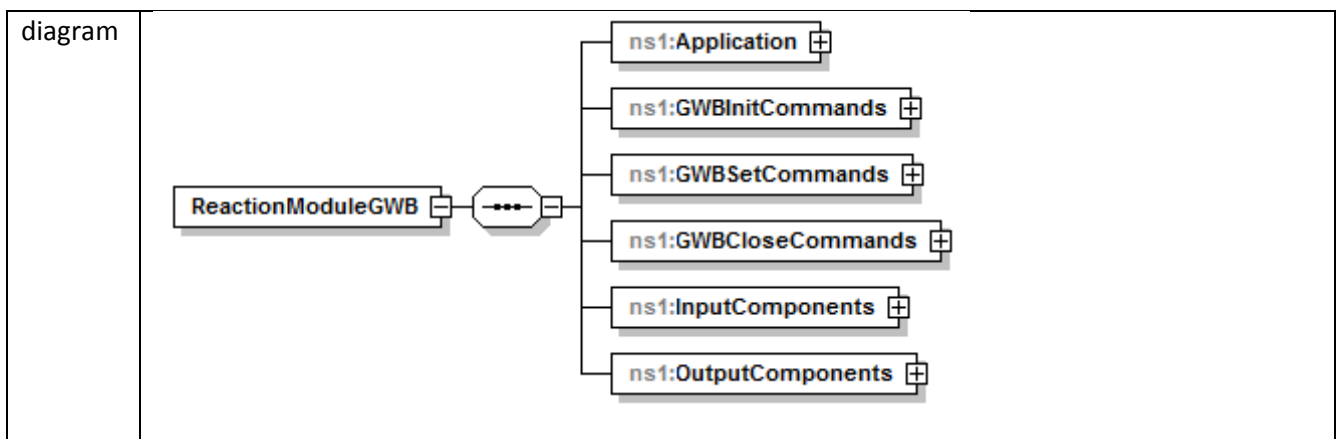 diagram
ns1:Application
ns1:GWBInitCommands
ns1:GWBSetCommands
ReactionModuleGWB
ns1:GWBCloseCommands
ns1:InputComponents
ns1:OutputComponents